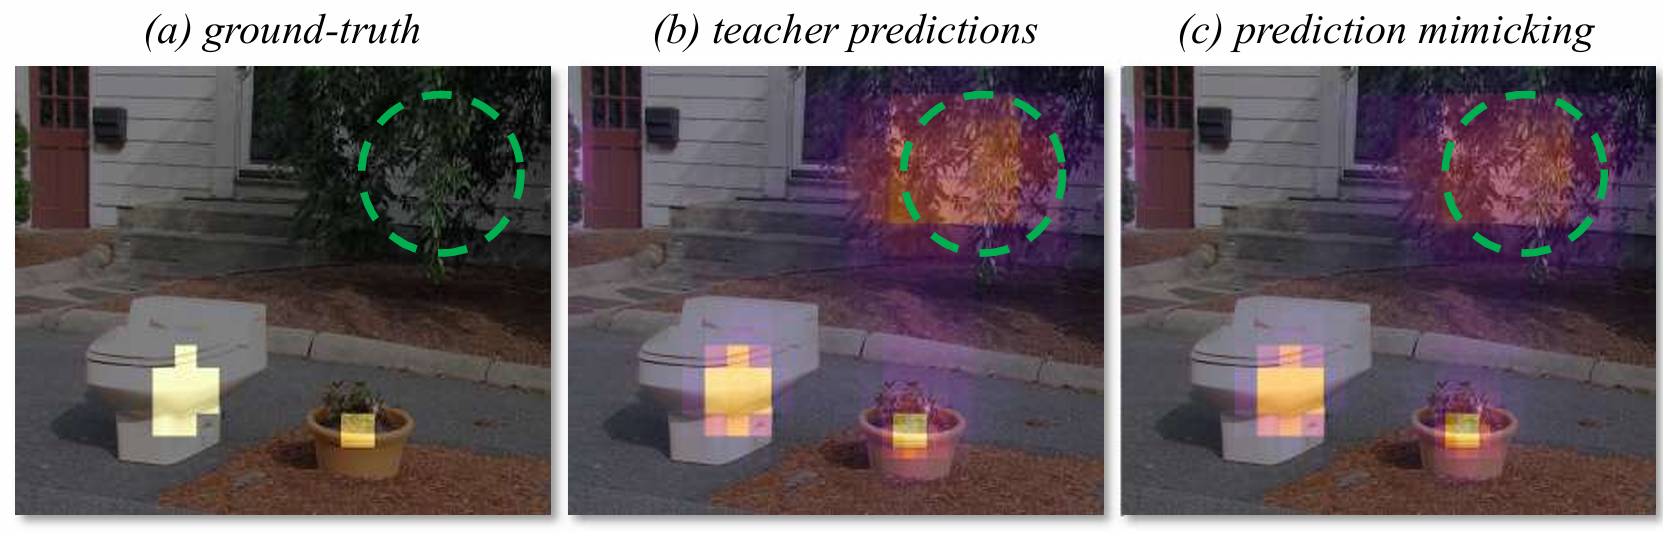 (a) ground-truth
(b) teacher predictions
(c) prediction mimicking